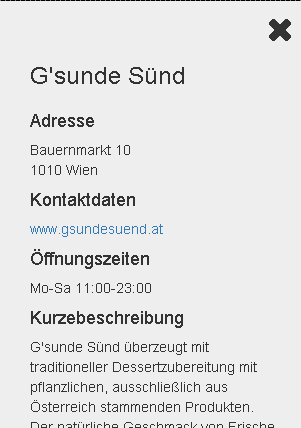 G'sunde Sünd
Adresse
Bauernmarkt 10
1010 Wien
Kontaktdaten
www.gsundesuend.at
Öffnungszeiten
Mo-Sa 11:00-23:00
Kurzebeschreibung
G'sunde Sünd überzeugt mit
traditioneller Dessertzubereitung mit
pflanzlichen, ausschließlich aus
Österreich stammenden Produkten.
Der natürliche Geschmack von Frische